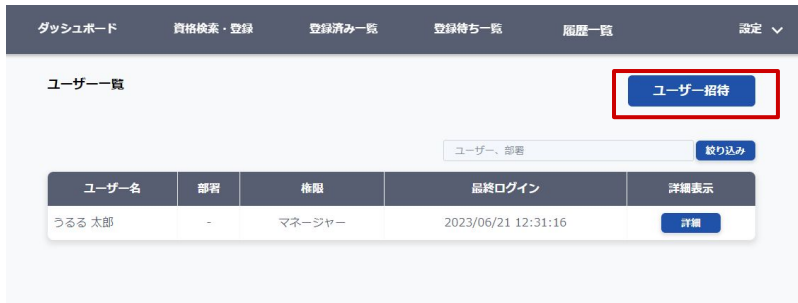 ダッシュボード 資格検索・登録 登録済み一覧 登録待ち一覧 履歴一覧 設定
ユーザー一覧
ユーザー招待
ユーザー、部署 絞り込み
ユーザー名 部署 権限 最終ログイン 詳細表示
うるる 太郎 - マネージャー 2023/06/21 12:31:16 詳細